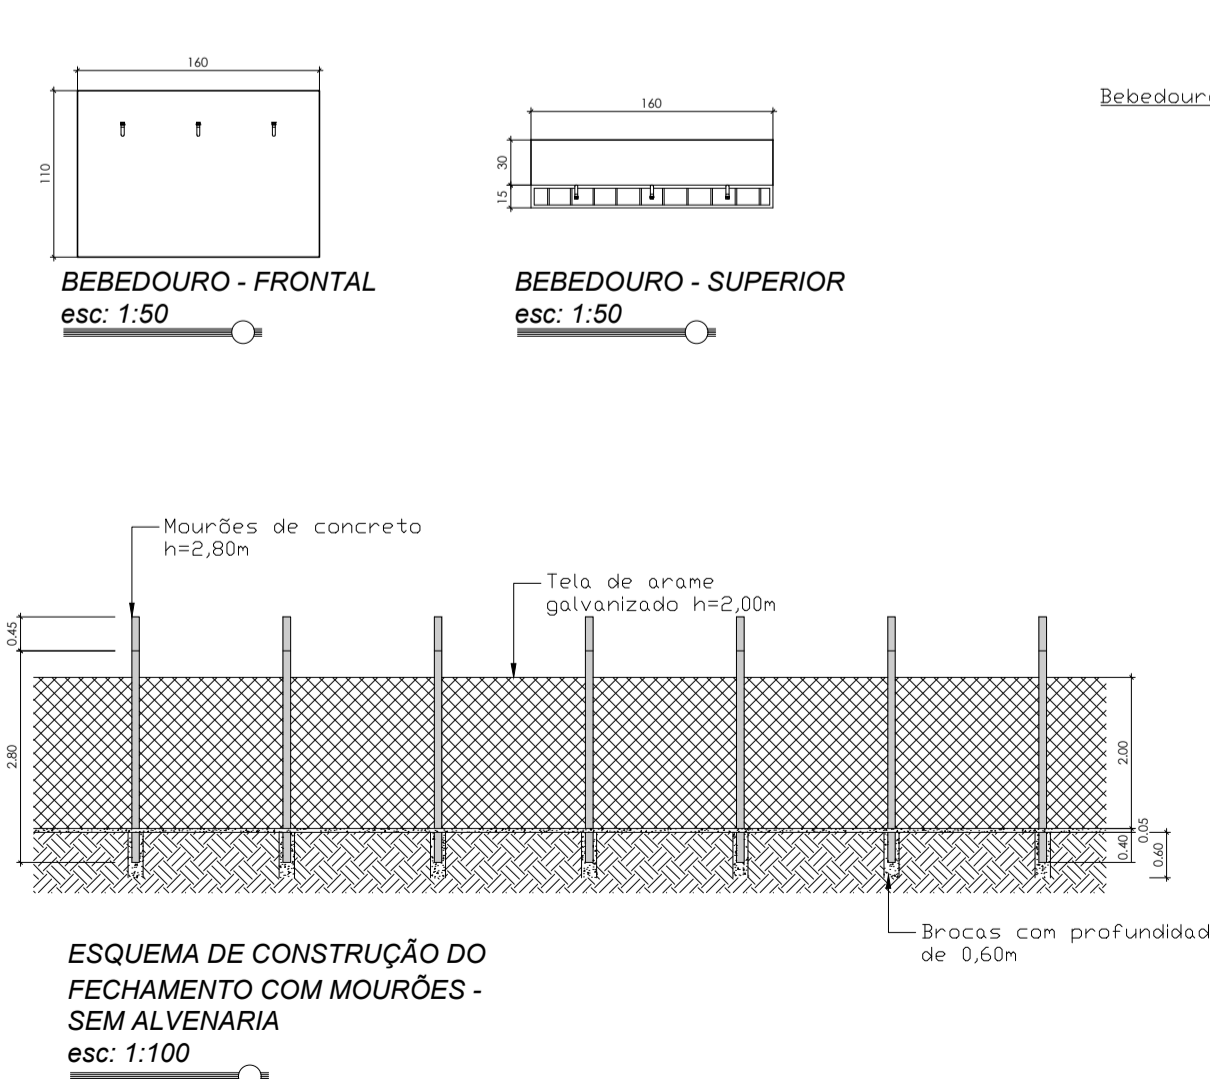 160
110
BEBEDOURO - FRONTAL
esc: 1:50
160
30
15
BEBEDOURO - SUPERIOR
esc: 1:50
Bebedouro
Mourões de concreto
h=2,80m
Tela de arame
galvanizado h=2,00m
0.45
2.80
2.00
0.05
0.40
0.60
Brocas com profundidad
de 0,60m
ESQUEMA DE CONSTRUÇÃO DO
FECHAMENTO COM MOURÕES -
SEM ALVENARIA
esc: 1:100